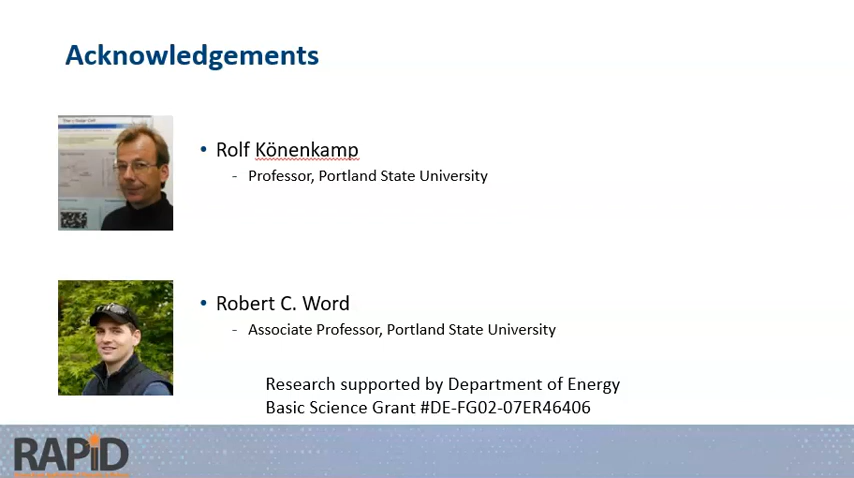 Acknowledgements
• Rolf Könenkamp
- Professor, Portland State University
• Robert C. Word
- Associate Professor, Portland State University
Research supported by Department of Energy
Basic Science Grant #DE-FG02-07ER46406
RAPiD